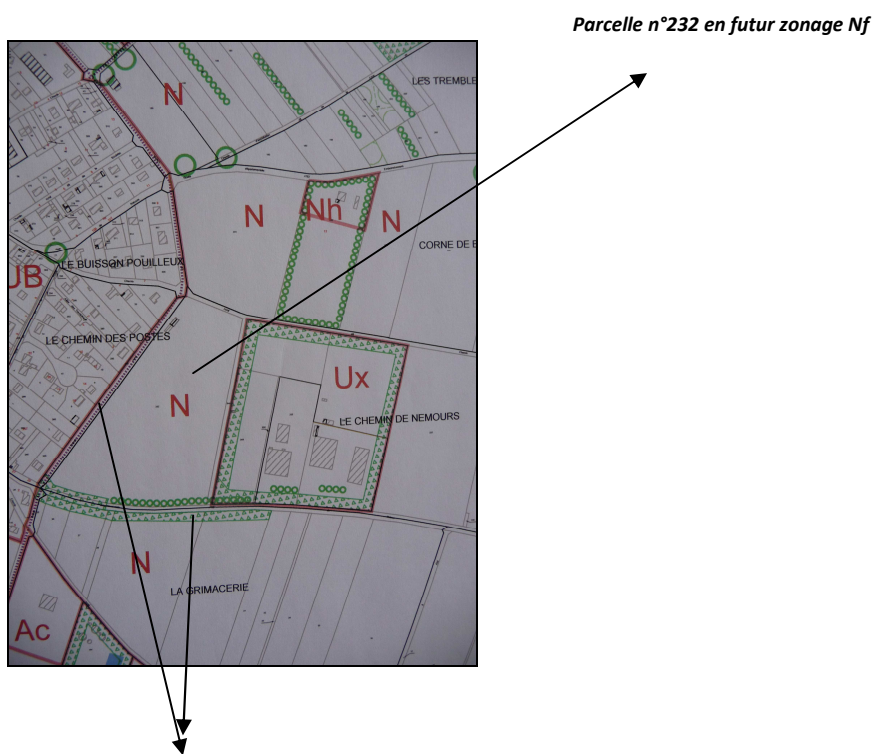 Parcelle n°232 en futur zonage Nf
LES TREMBLE
N
N
Nh
N
CORNE DE
LE BUISSON POUILLEUX
UB
LE CHEMIN DES POSTES
Ux
N
LE CHEMIN DE NEMOURS
N
LA GRIMACERIE
Ac